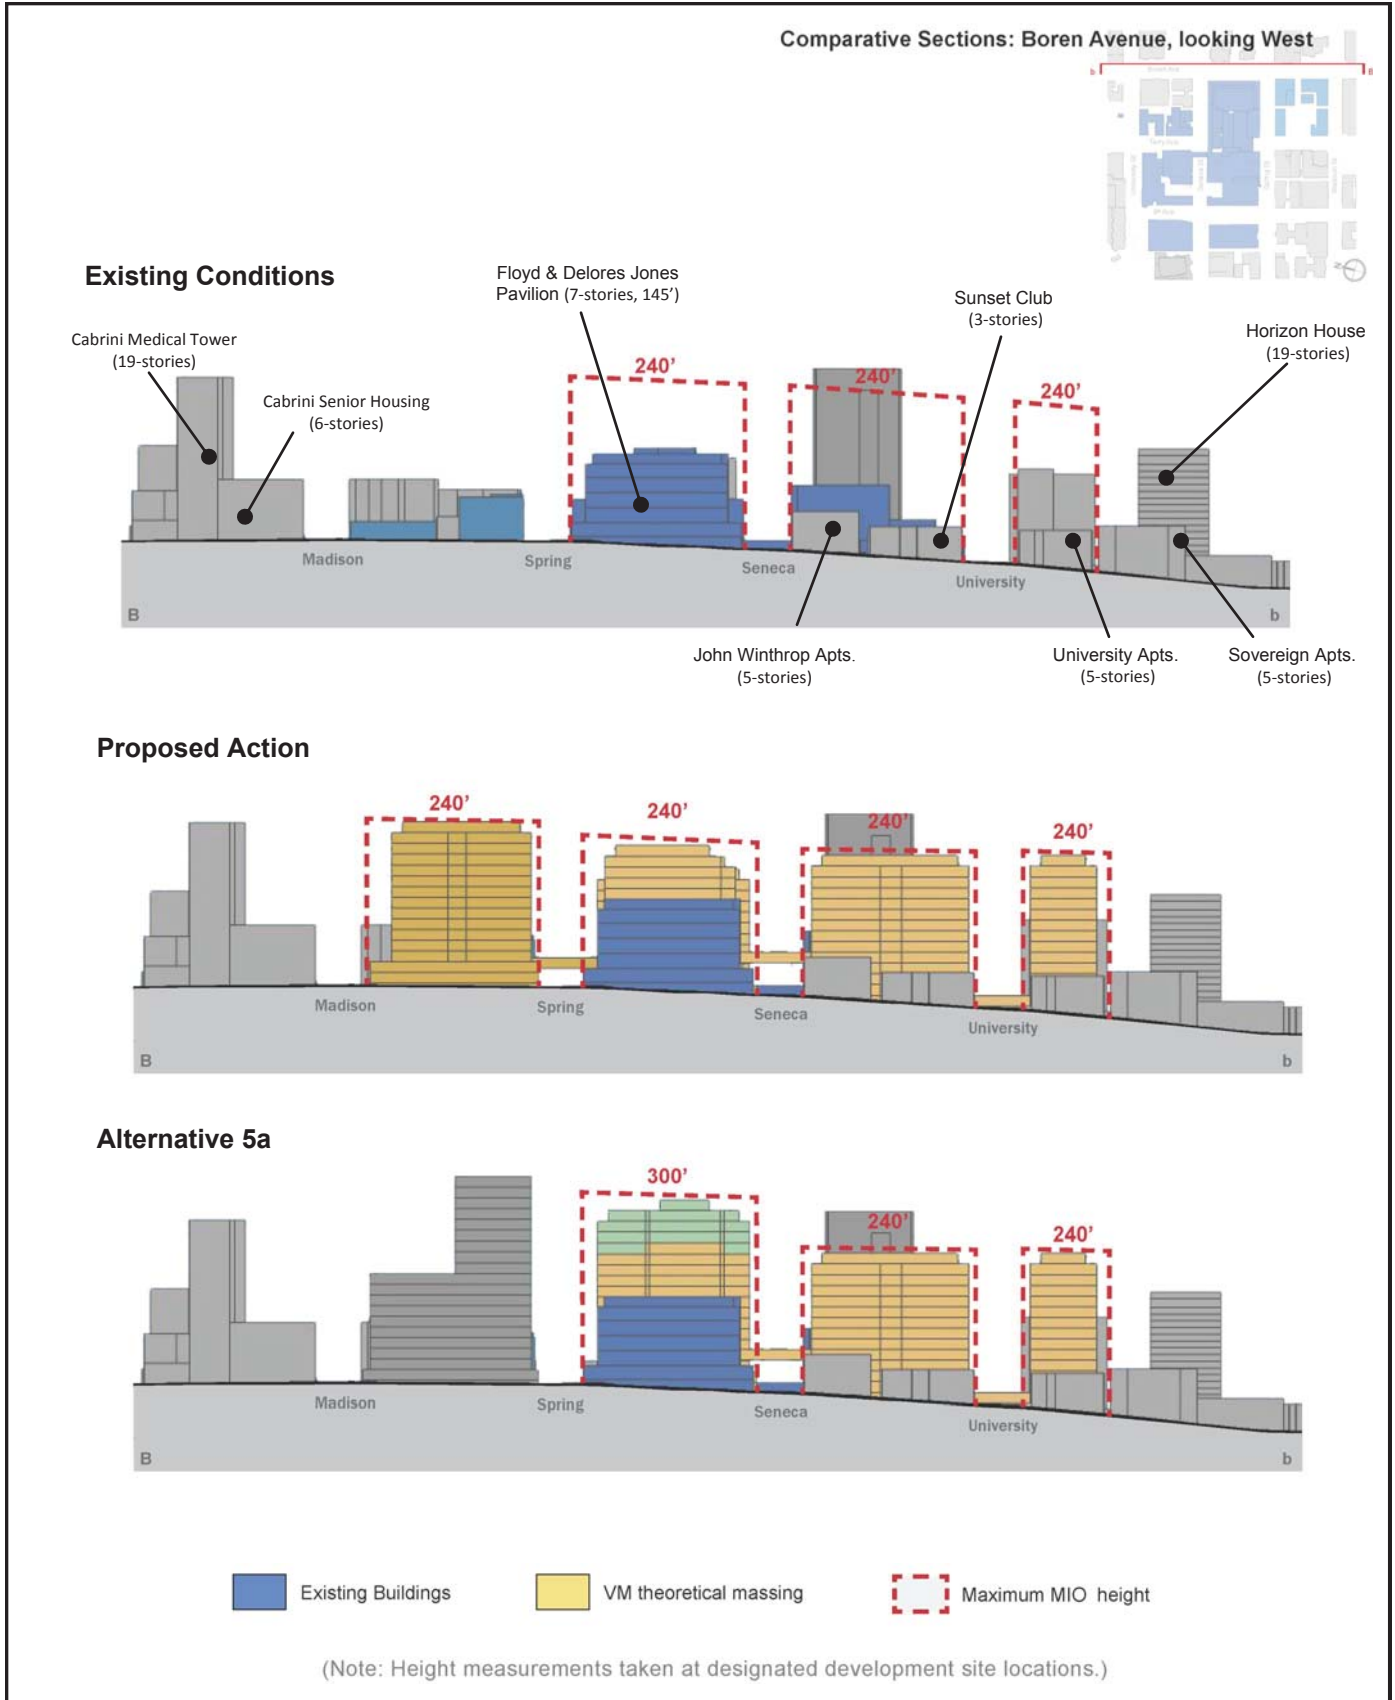 Comparative Sections: Boren Avenue, looking West
b
B
Existing Conditions
Floyd & Delores Jones
Pavilion (7-stories, 145')
Sunset Club
(3-stories)
Horizon House
(19-stories)
Cabrini Medical Tower
(19-stories)
Cabrini Senior Housing
(6-stories)
240'
240'
240'
Madison
Spring
Seneca
University
B
b
John Winthrop Apts.
(5-stories)
University Apts.
(5-stories)
Sovereign Apts.
(5-stories)
Proposed Action
240'
240'
240'
240'
Madison
Spring
Seneca
University
B
b
Alternative 5a
300'
240'
240'
Madison
Spring
Seneca
University
B
b
Existing Buildings
VM theoretical massing
Maximum MIO height
(Note: Height measurements taken at designated development site locations.)